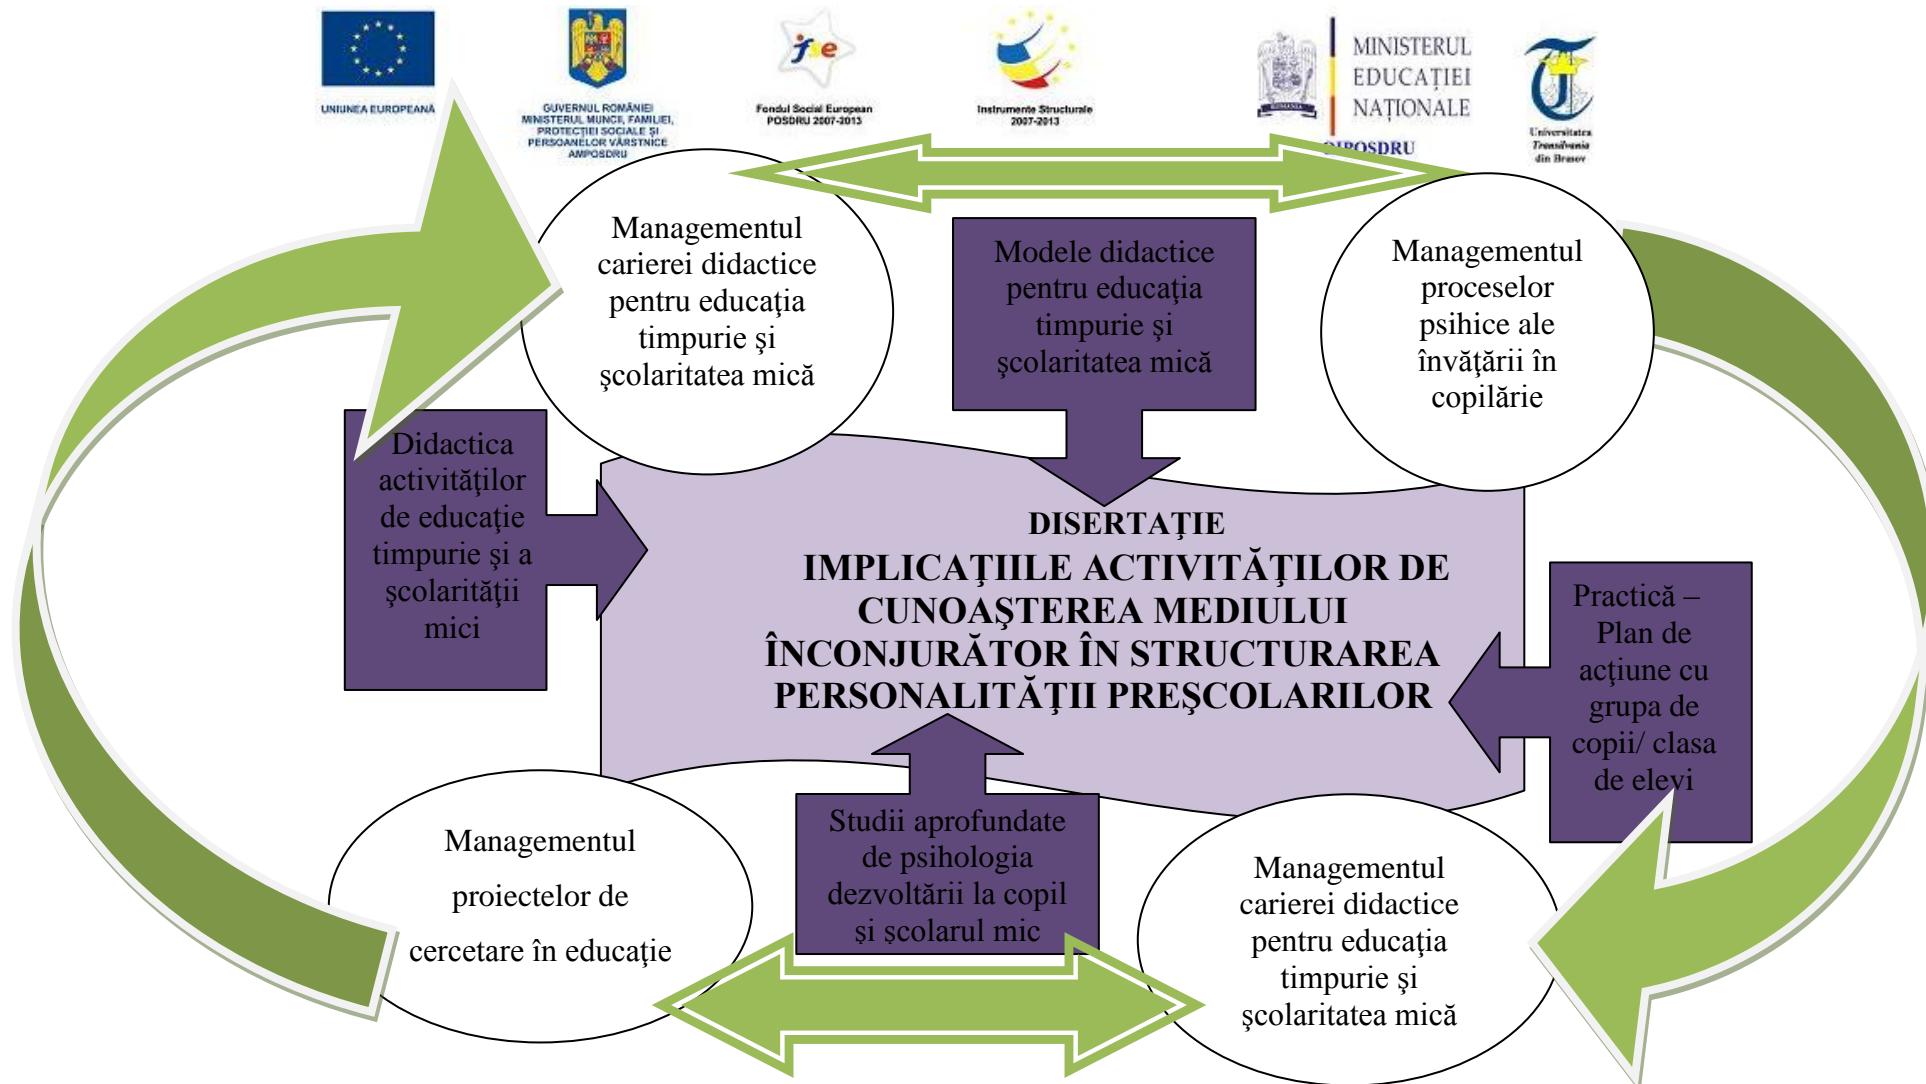 UNIUNEA EUROPEANĂ
GUVERNUL ROMÂNIEI
MINISTERUL MUNCII, FAMILIEI,
PROTECŢIEI SOCIALE ŞI
PERSOANELOR VÂRSTNICE
AMPOSDRU
fse
Fondul Social European
POSDRU 2007-2013
Instrumente Structurale
2007-2013
MINISTERUL
EDUCAŢIEI
NAŢIONALE
OIPOSDRU
Universitatea
Transilvania
din Brasov
Managementul
carierei didactice
pentru educaţia
timpurie şi
şcolaritatea mică
Modele didactice
pentru educaţia
timpurie şi
şcolaritatea mică
Managementul
proceselor
psihice ale
învăţării în
copilărie
Didactica
activităţilor
de educaţie
timpurie şi a
şcolarităţii
mici
DISERTAŢIE
IMPLICAŢIILE ACTIVITĂŢILOR DE
CUNOAŞTEREA MEDIULUI
ÎNCONJURĂTOR ÎN STRUCTURAREA
PERSONALITĂŢII PREŞCOLARILOR
Practică –
Plan de
acţiune cu
grupa de
copii/ clasa
de elevi
Managementul
proiectelor de
cercetare în educaţie
Studii aprofundate
de psihologia
dezvoltării la copil
şi şcolarul mic
Managementul
carierei didactice
pentru educaţia
timpurie şi
şcolaritatea mică